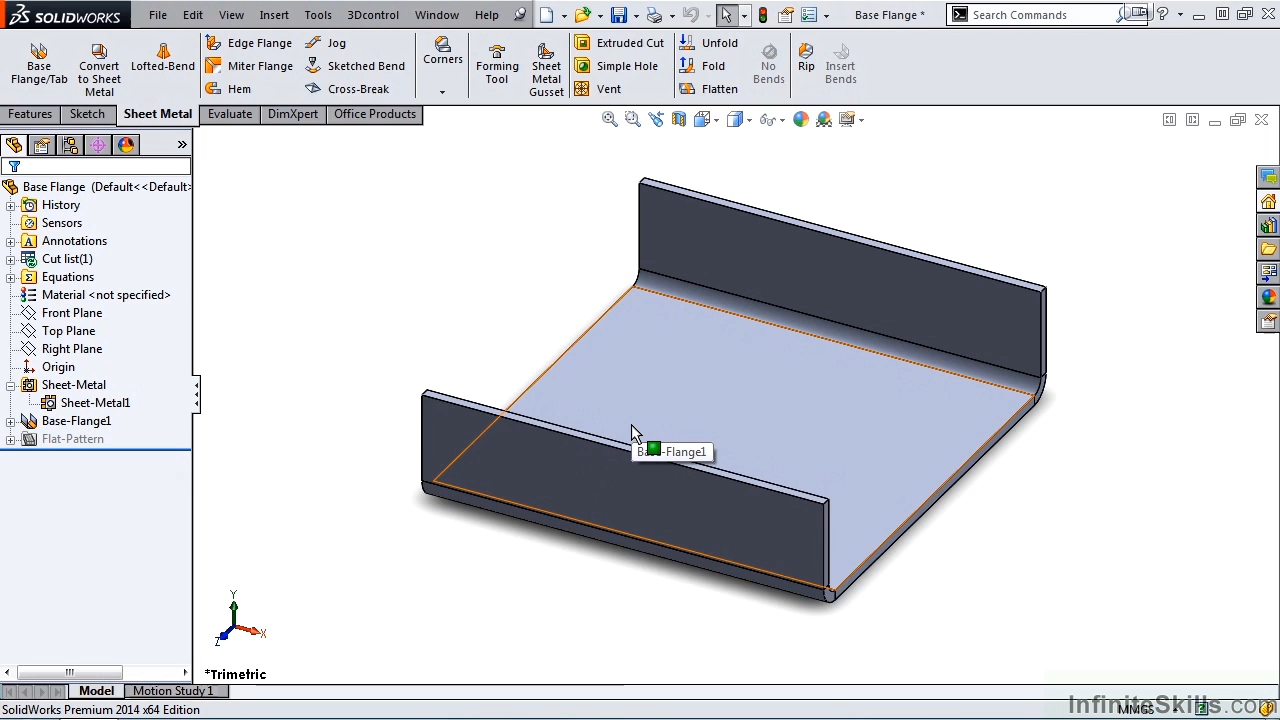 SOLIDWORKS File Edit View Insert Tools 3Dcontrol Window Help Base Flange * Search Commands
Base Flange/Tab
Convert to Sheet Metal
Lofted-Bend
Edge Flange
Miter Flange
Hem
Jog
Sketched Bend
Cross-Break
Corners
Forming Tool
Sheet Metal Gusset
Extruded Cut
Simple Hole
Vent
Unfold
Fold
Flatten
No Bends
Rip
Insert Bends
Features Sketch Sheet Metal Evaluate DimXpert Office Products
Base Flange (Default<<Default>
History
Sensors
Annotations
Cut list(1)
Equations
Material <not specified>
Front Plane
Top Plane
Right Plane
Origin
Sheet-Metal
Sheet-Metal1
Base-Flange1
Flat-Pattern
-Flange1
Y
X
Z
*Trimetric
Model Motion Study 1
SolidWorks Premium 2014 x64 Edition
MMGS
InfiniteSkills.com